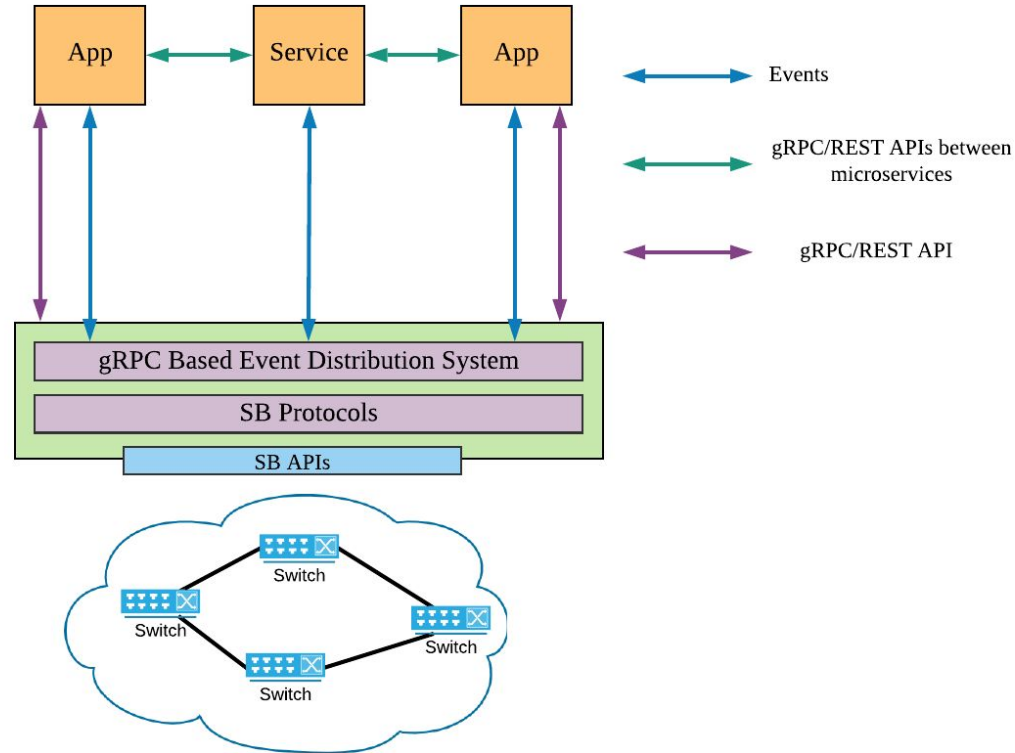 App
Service
App
Events
gRPC/REST APIs between
microservices
gRPC/REST API
gRPC Based Event Distribution System
SB Protocols
SB APIs
Switch
Switch
Switch
Switch